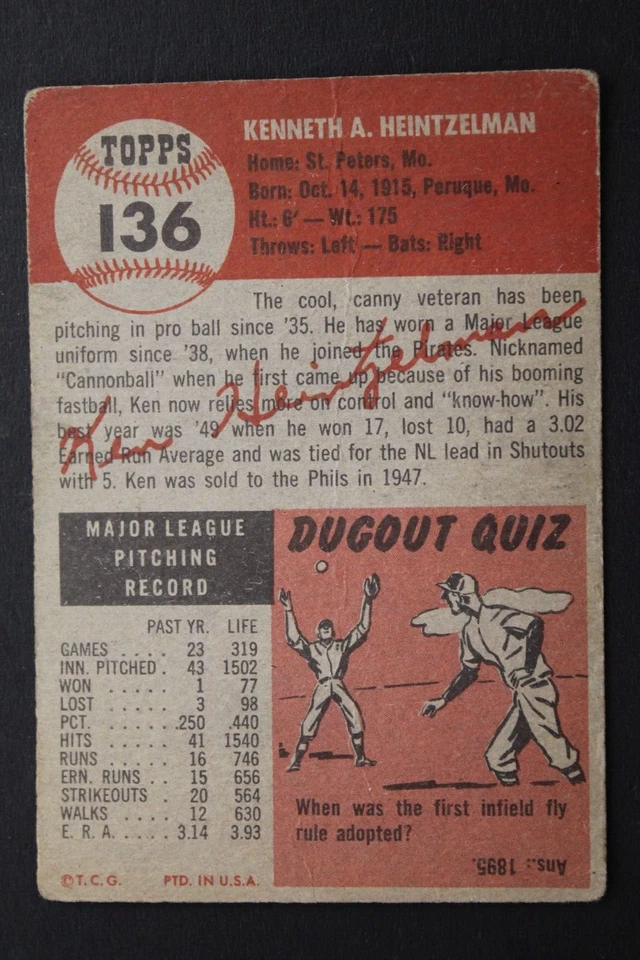 TOPPS
136
KENNETH A. HEINTZELMAN
Home: St. Peters, Mo.
Born: Oct. 14, 1915, Peruque, Mo.
Ht.: 6' — Wt.: 175
Throws: Left — Bats: Right
The cool, canny veteran has been
pitching in pro ball since '35. He has worn a Major League
uniform since '38, when he joined the Pirates. Nicknamed
"Cannonball" when he first came up because of his booming
fastball, Ken now relies more on control and "know-how". His
best year was '49 when he won 17, lost 10, had a 3.02
Earned Run Average and was tied for the NL lead in Shutouts
with 5. Ken was sold to the Phils in 1947.
Ken Heintzelman
MAJOR LEAGUE
PITCHING
RECORD
PAST YR. LIFE
GAMES . . . . 23 319
INN. PITCHED . 43 1502
WON . . . . . 1 77
LOST . . . . . 3 98
PCT. . . . . . .250 .440
HITS . . . . . 41 1540
RUNS . . . . . 16 746
ERN. RUNS . . 15 656
STRIKEOUTS . 20 564
WALKS . . . . 12 630
E. R. A. . . . . 3.14 3.93
©T.C.G. PTD. IN U.S.A.
DUGOUT QUIZ
When was the first infield fly
rule adopted?
Ans.: 1895.